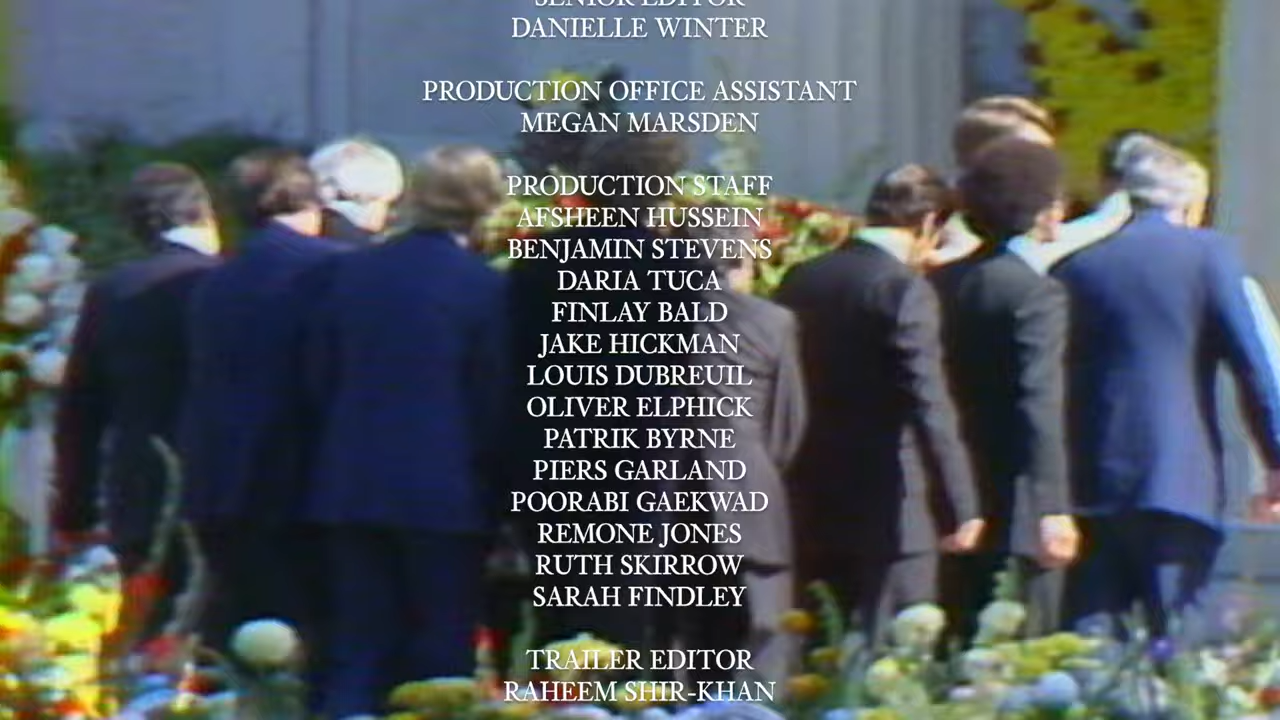 SENIOR EDITOR
DANIELLE WINTER
PRODUCTION OFFICE ASSISTANT
MEGAN MARSDEN
PRODUCTION STAFF
AFSHEEN HUSSEIN
BENJAMIN STEVENS
DARIA TUCA
FINLAY BALD
JAKE HICKMAN
LOUIS DUBREUIL
OLIVER ELPHICK
PATRIK BYRNE
PIERS GARLAND
POORABI GAEKWAD
REMONE JONES
RUTH SKIRROW
SARAH FINDLEY
TRAILER EDITOR
RAHEEM SHIR-KHAN